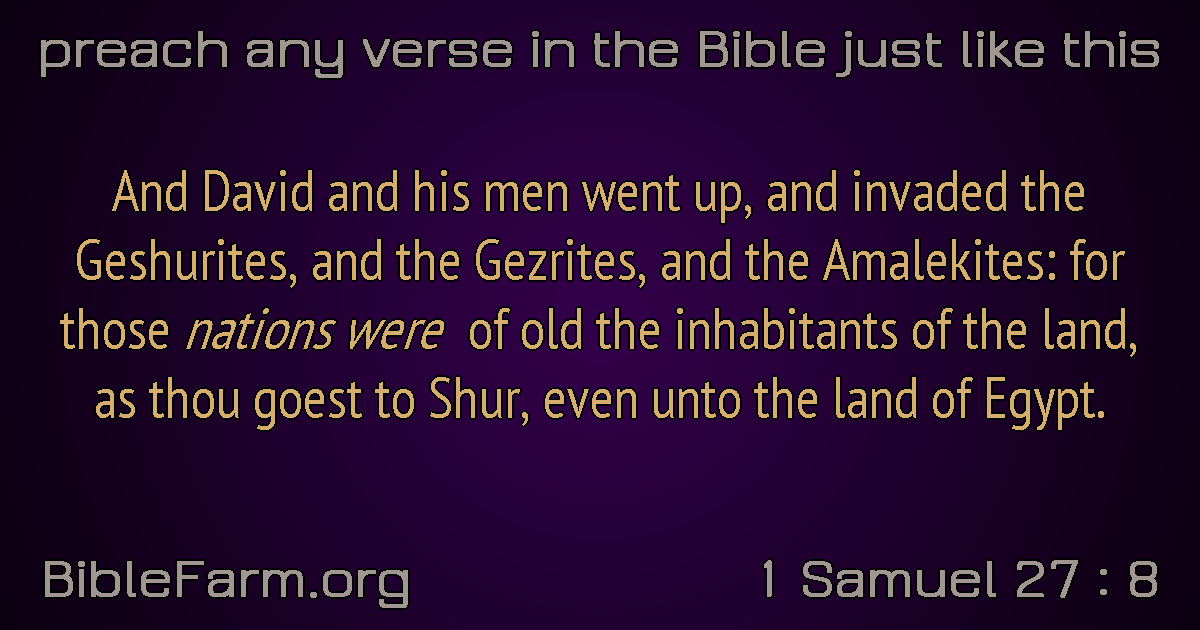 preach any verse in the Bible just like this
And David and his men went up, and invaded the
Geshurites, and the Gezrites, and the Amalekites: for
those nations were of old the inhabitants of the land,
as thou goest to Shur, even unto the land of Egypt.
BibleFarm.org
1 Samuel 27 : 8